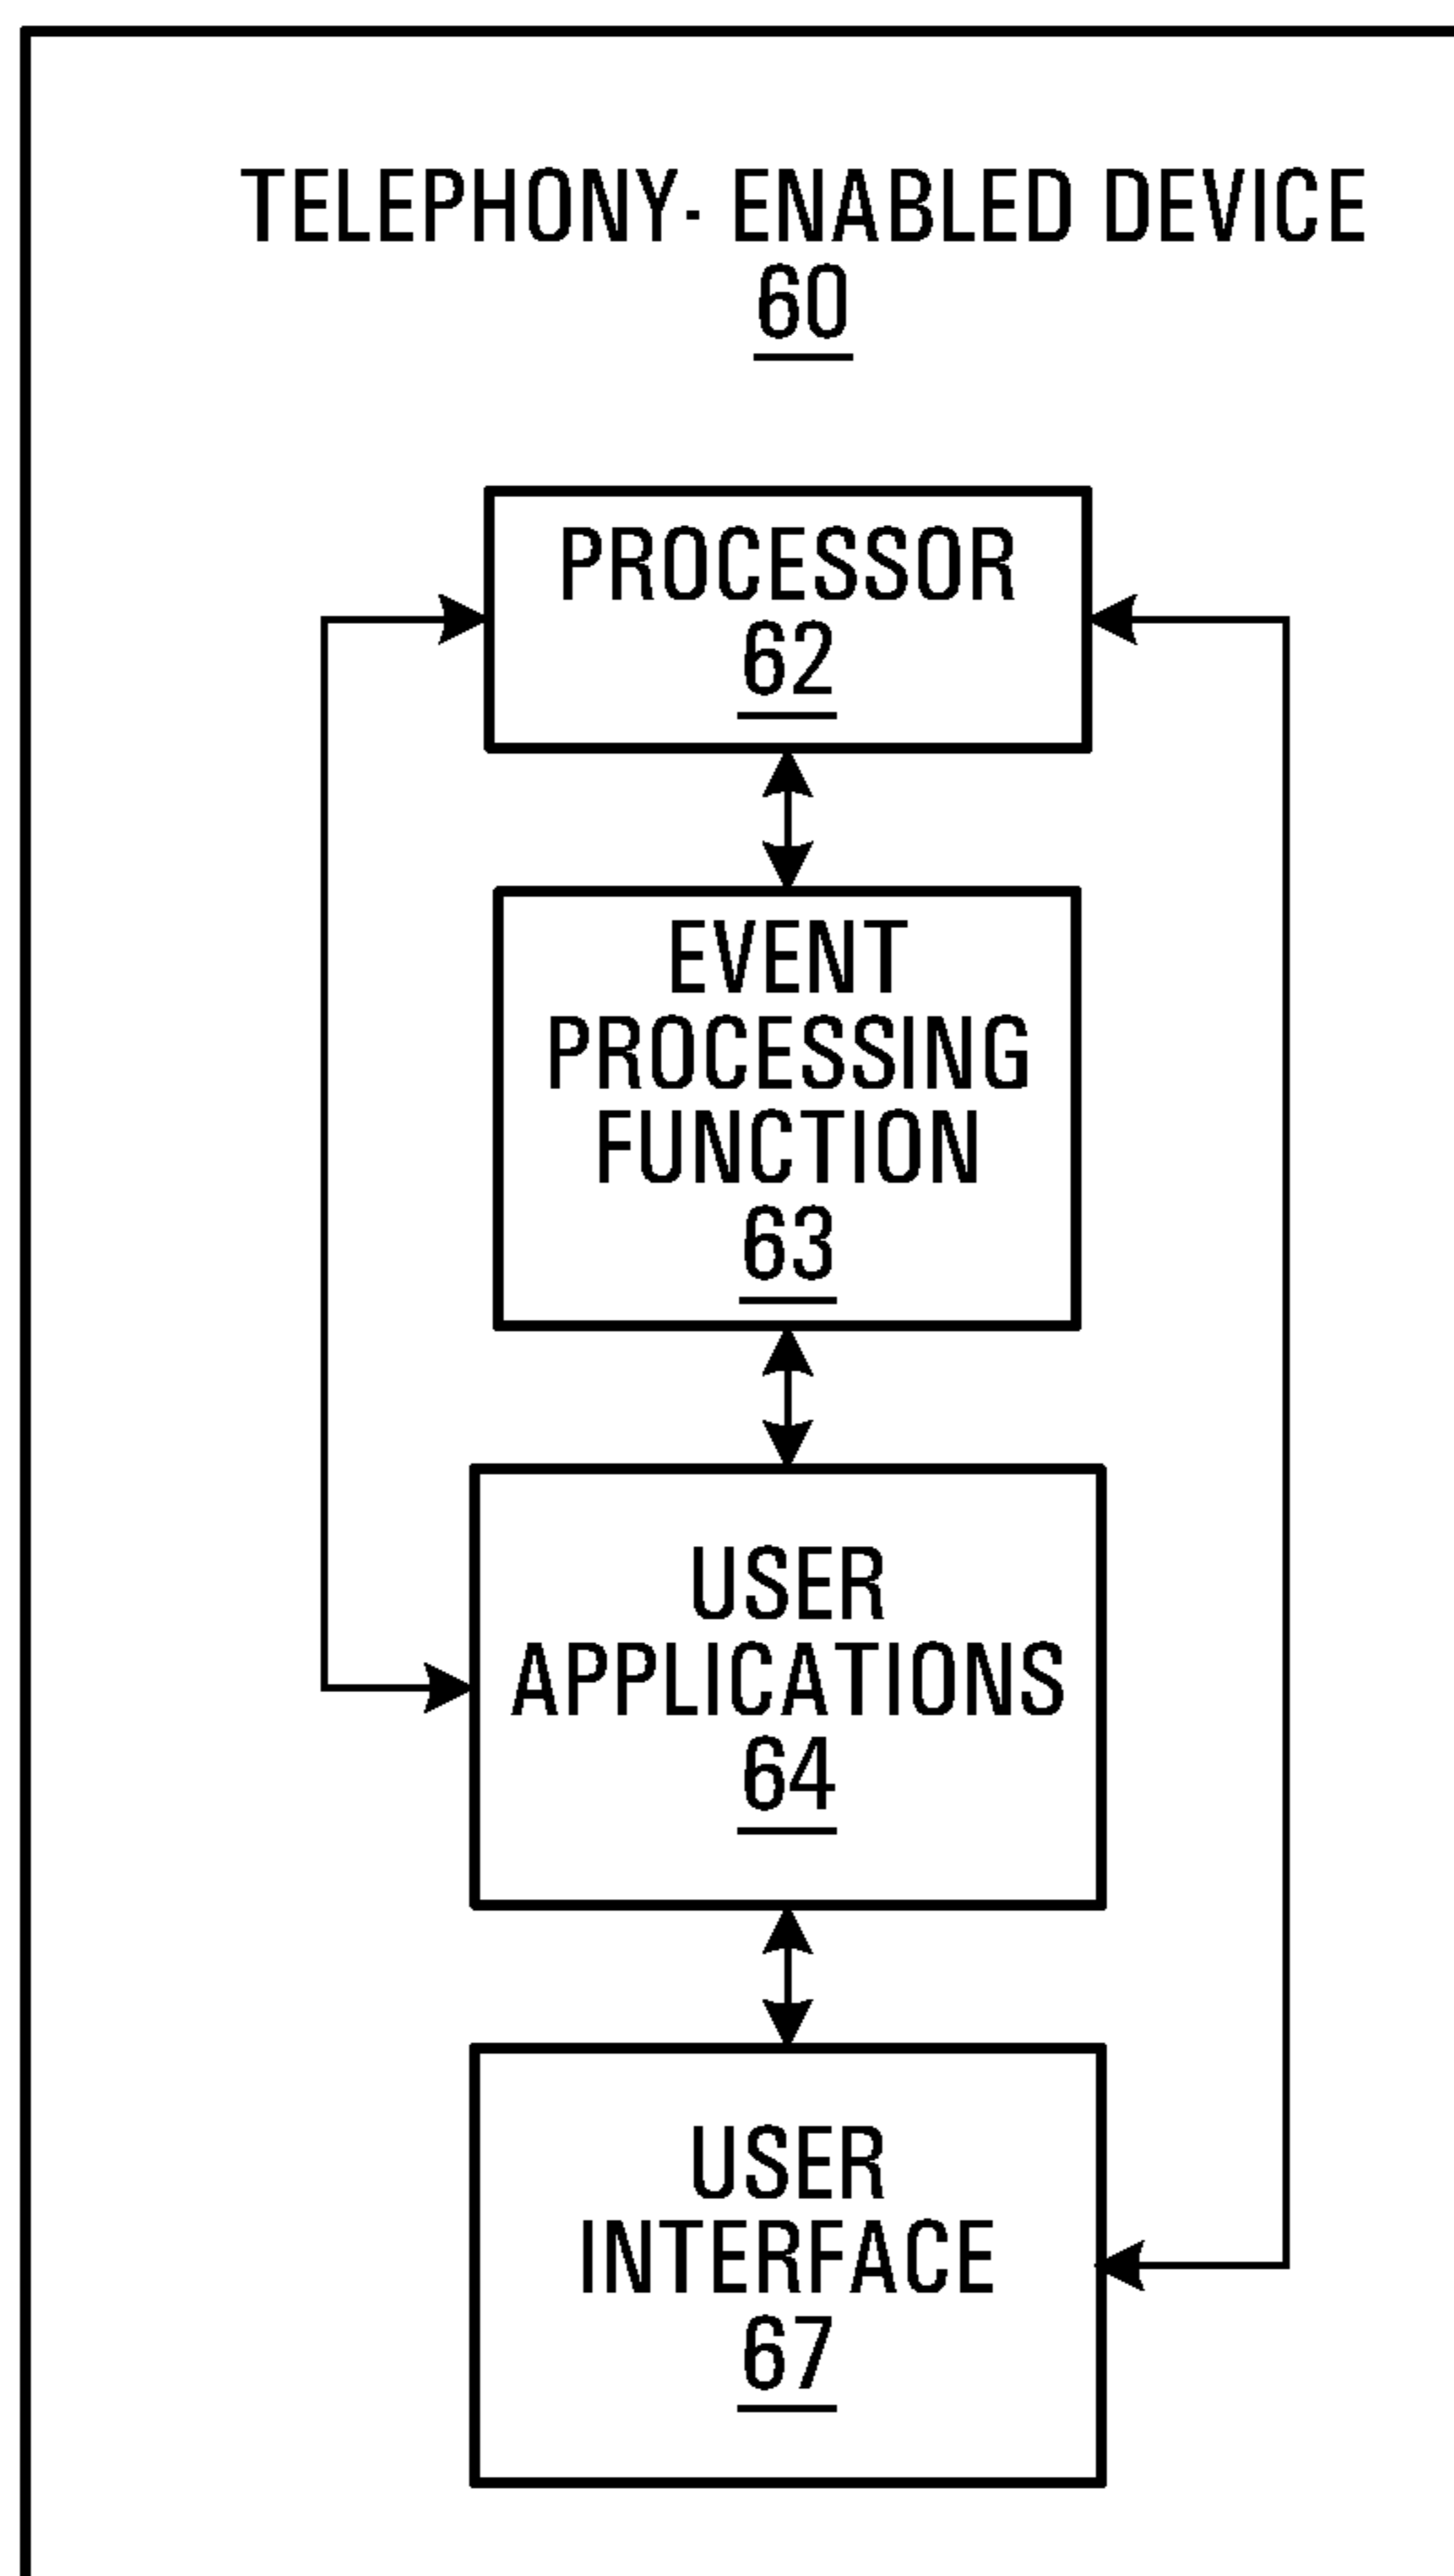 TELEPHONY- ENABLED DEVICE
60
PROCESSOR
62
EVENT
PROCESSING
FUNCTION
63
USER
APPLICATIONS
64
USER
INTERFACE
67